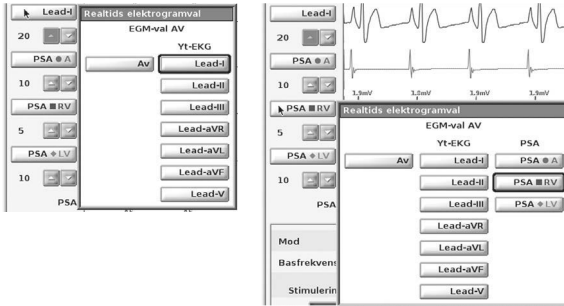 Lead-I
20
PSA ● A
10
PSA ■ RV
5
PSA ◆ LV
10
PSA
Realtids elektrogramval
EGM-val AV
Yt-EKG
Av Lead-I
Lead-II
Lead-III
Lead-aVR
Lead-aVL
Lead-aVF
Lead-V
Lead-I
20
PSA ● A
10
PSA ■ RV
5
PSA ◆ LV
10
PSA
Mod
Basfrekvens
Stimulerin
1.9mV 1.8mV 1.9mV 1.9mV
Realtids elektrogramval
EGM-val AV
Yt-EKG PSA
Av Lead-I PSA ● A
Lead-II PSA ■ RV
Lead-III PSA ◆ LV
Lead-aVR
Lead-aVL
Lead-aVF
Lead-V